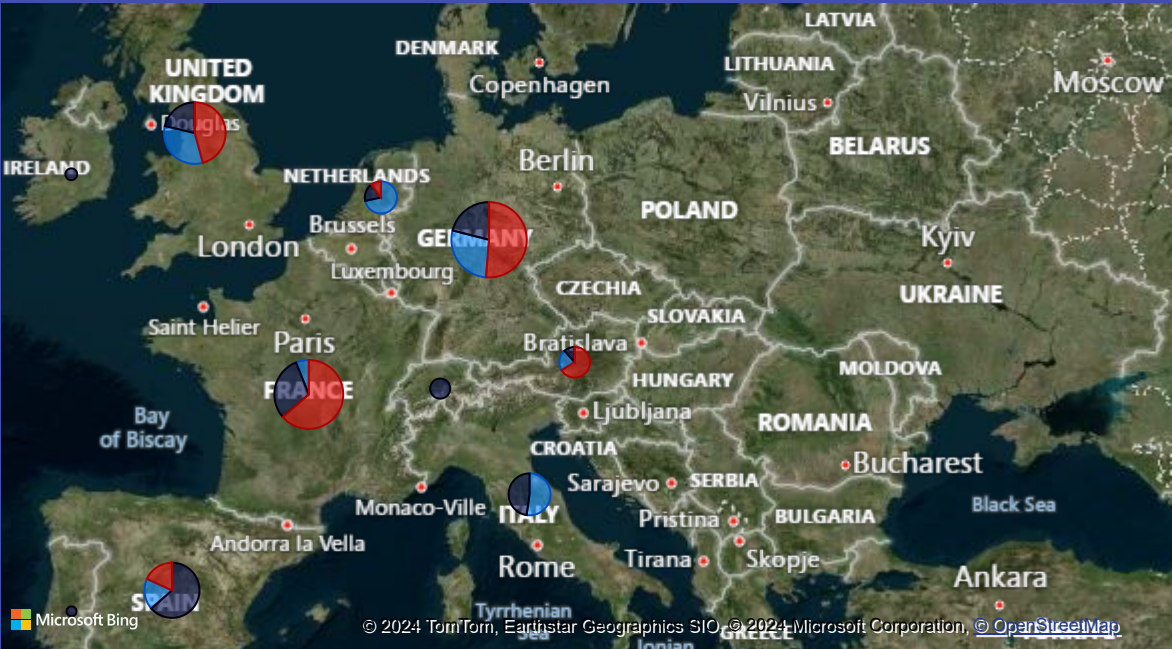 LATVIA
DENMARK
LITHUANIA
UNITED
KINGDOM
Copenhagen
Moscow
Vilnius
Douglas
BELARUS
IRELAND
NETHERLANDS
Berlin
POLAND
Brussels
GERMANY
Kyiv
London
Luxembourg
CZECHIA
UKRAINE
SLOVAKIA
Saint Helier
Paris
Bratislava
MOLDOVA
HUNGARY
FRANCE
Bay
of Biscay
Ljubljana
ROMANIA
CROATIA
Bucharest
Sarajevo
SERBIA
Monaco-Ville
ITALY
Pristina
BULGARIA
Black Sea
Andorra la Vella
Rome
Tirana
Skopje
Ankara
SPAIN
Tyrrhenian
Sea
Microsoft Bing
© 2024 TomTom, Earthstar Geographics SIO, © 2024 Microsoft Corporation, © OpenStreetMap
GREECE
Ionian